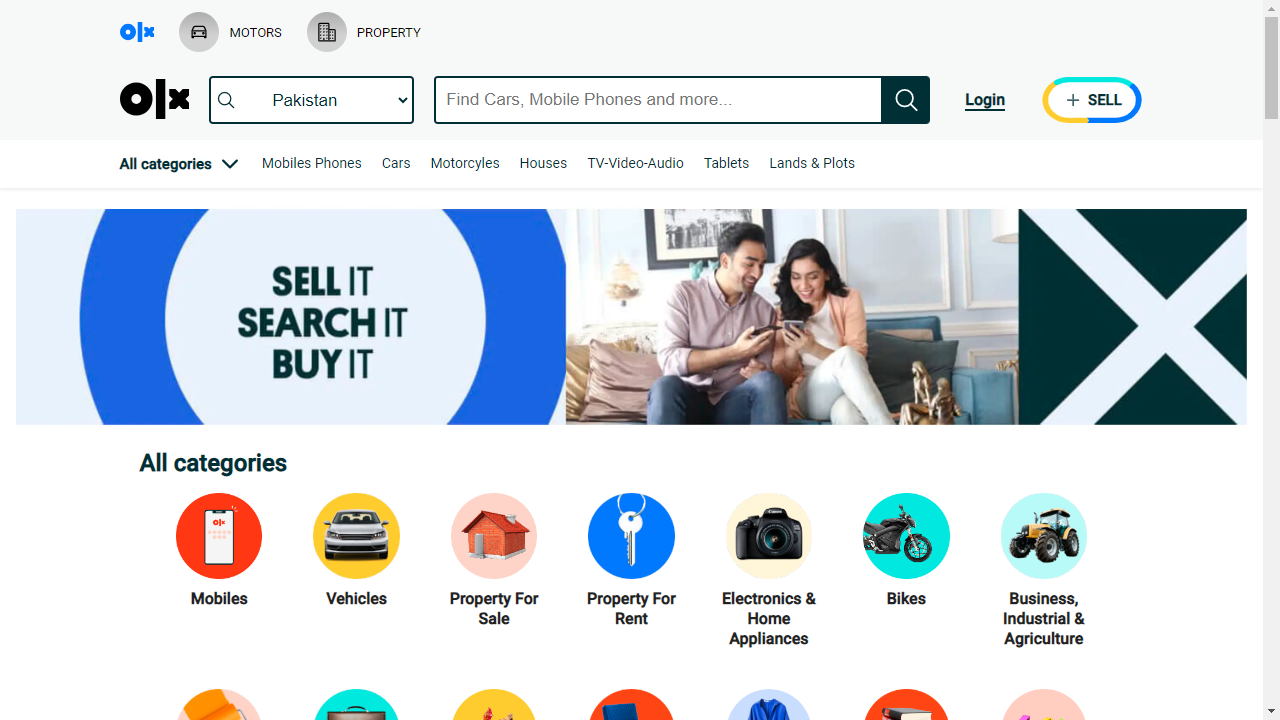 olx MOTORS PROPERTY
olx Pakistan Find Cars, Mobile Phones and more... Login + SELL
All categories Mobiles Phones Cars Motorcyles Houses TV-Video-Audio Tablets Lands & Plots
SELL IT
SEARCH IT
BUY IT
All categories
olx
Canon
Mobiles
Vehicles
Property For
Sale
Property For
Rent
Electronics &
Home
Appliances
Bikes
Business,
Industrial &
Agriculture